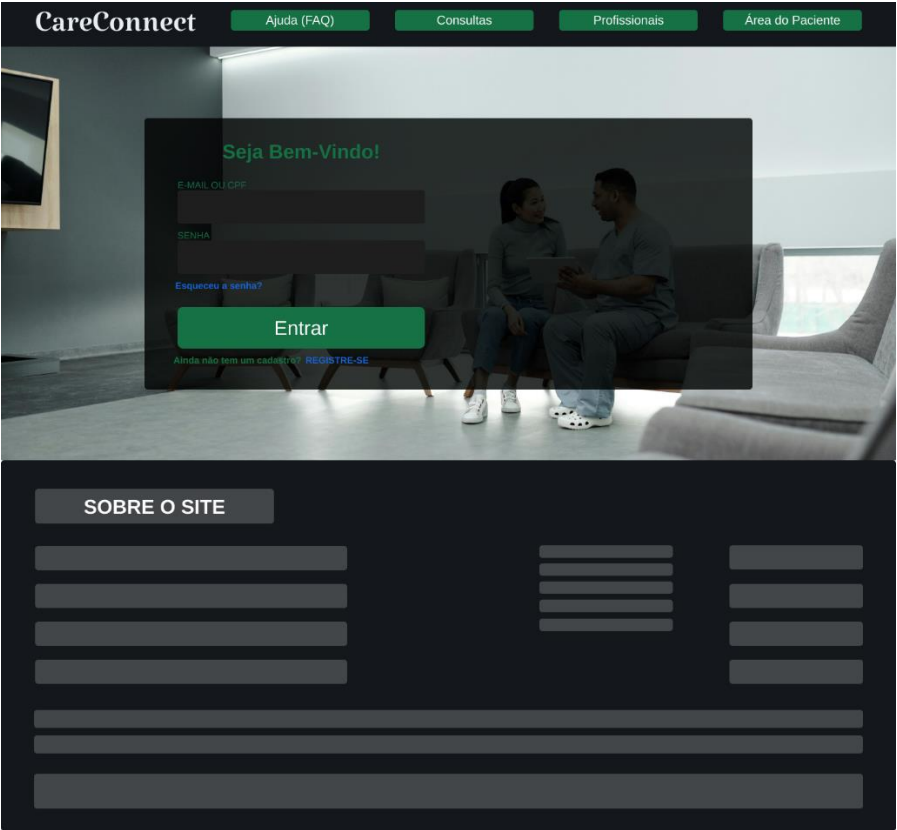 CareConnect
Ajuda (FAQ)
Consultas
Profissionais
Área do Paciente
Seja Bem-Vindo!
E-MAIL OU CPF
SENHA
Esqueceu a senha?
Entrar
Ainda não tem um cadastro? REGISTRE-SE
SOBRE O SITE